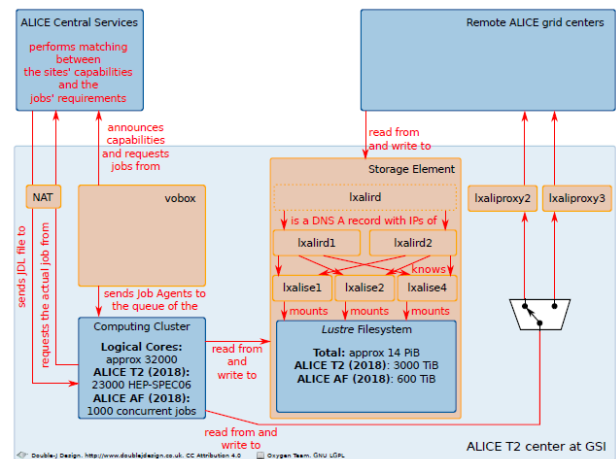 ALICE Central Services
performs matching
between
the sites' capabilities
and the
jobs' requirements
Remote ALICE grid centers
announces
capabilities
and requests
jobs from
read from
and write to
Storage Element
NAT
vobox
lxalird
lxaliproxy2
lxaliproxy3
is a DNS A record with IPs of
lxalird1
lxalird2
knows
lxalise1
lxalise2
lxalise4
sends JDL file to
requests the actual job from
sends Job Agents to
the queue of the
mounts
mounts
mounts
Computing Cluster
Logical Cores:
approx 32000
ALICE T2 (2018):
23000 HEP-SPEC06
ALICE AF (2018):
1000 concurrent jobs
read from
and
write to
Lustre Filesystem
Total: approx 14 PiB
ALICE T2 (2018): 3000 TiB
ALICE AF (2018): 600 TiB
read from and
write to
ALICE T2 center at GSI
Double-J Design. http://www.doublejdesign.co.uk. CC Attribution 4.0
Oxygen Team. GNU LGPL